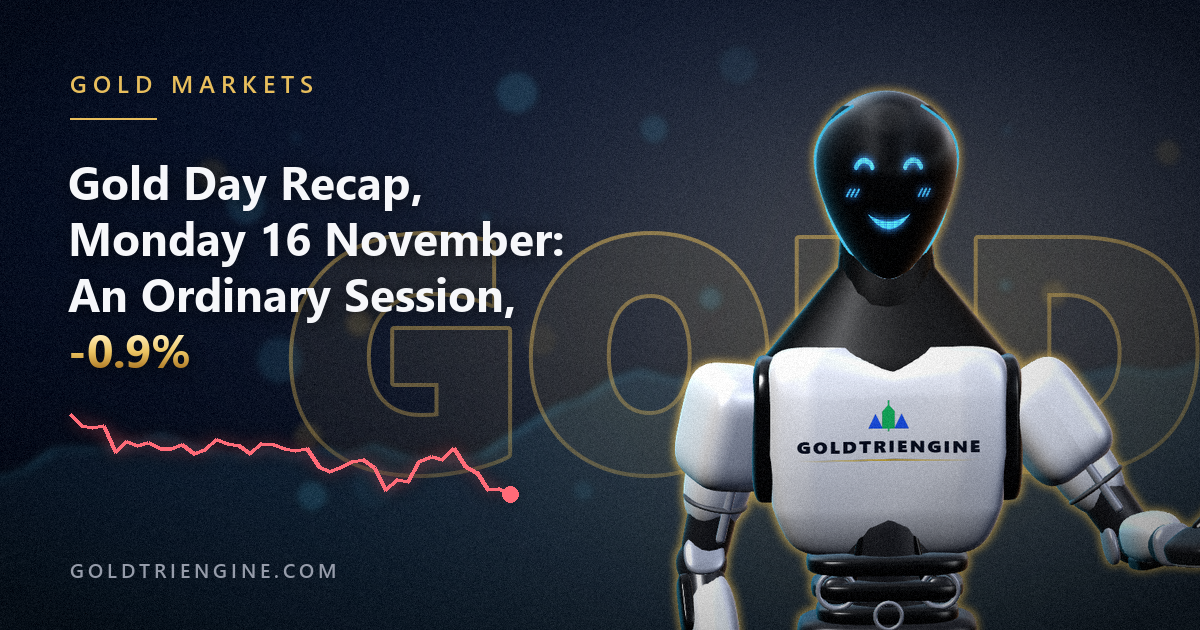 GOLD MARKETS
Gold Day Recap,
Monday 16 November:
An Ordinary Session,
-0.9%
GOLD
GOLDTRIENGINE
GOLDTRIENGINE.COM